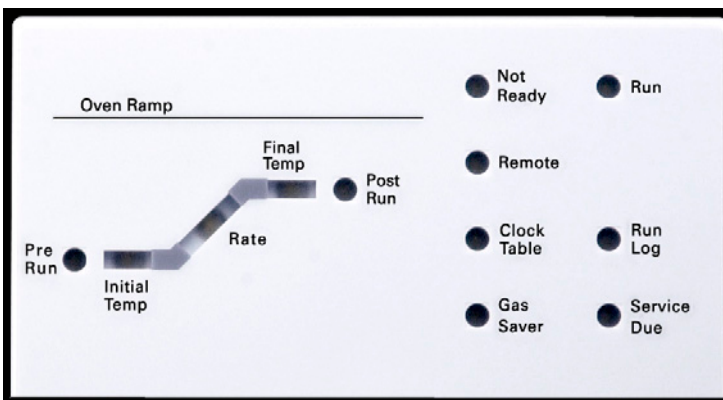 Oven Ramp
Pre
Run
Initial
Temp
Rate
Final
Temp
Post
Run
Not
Ready
Run
Remote
Clock
Table
Run
Log
Gas
Saver
Service
Due